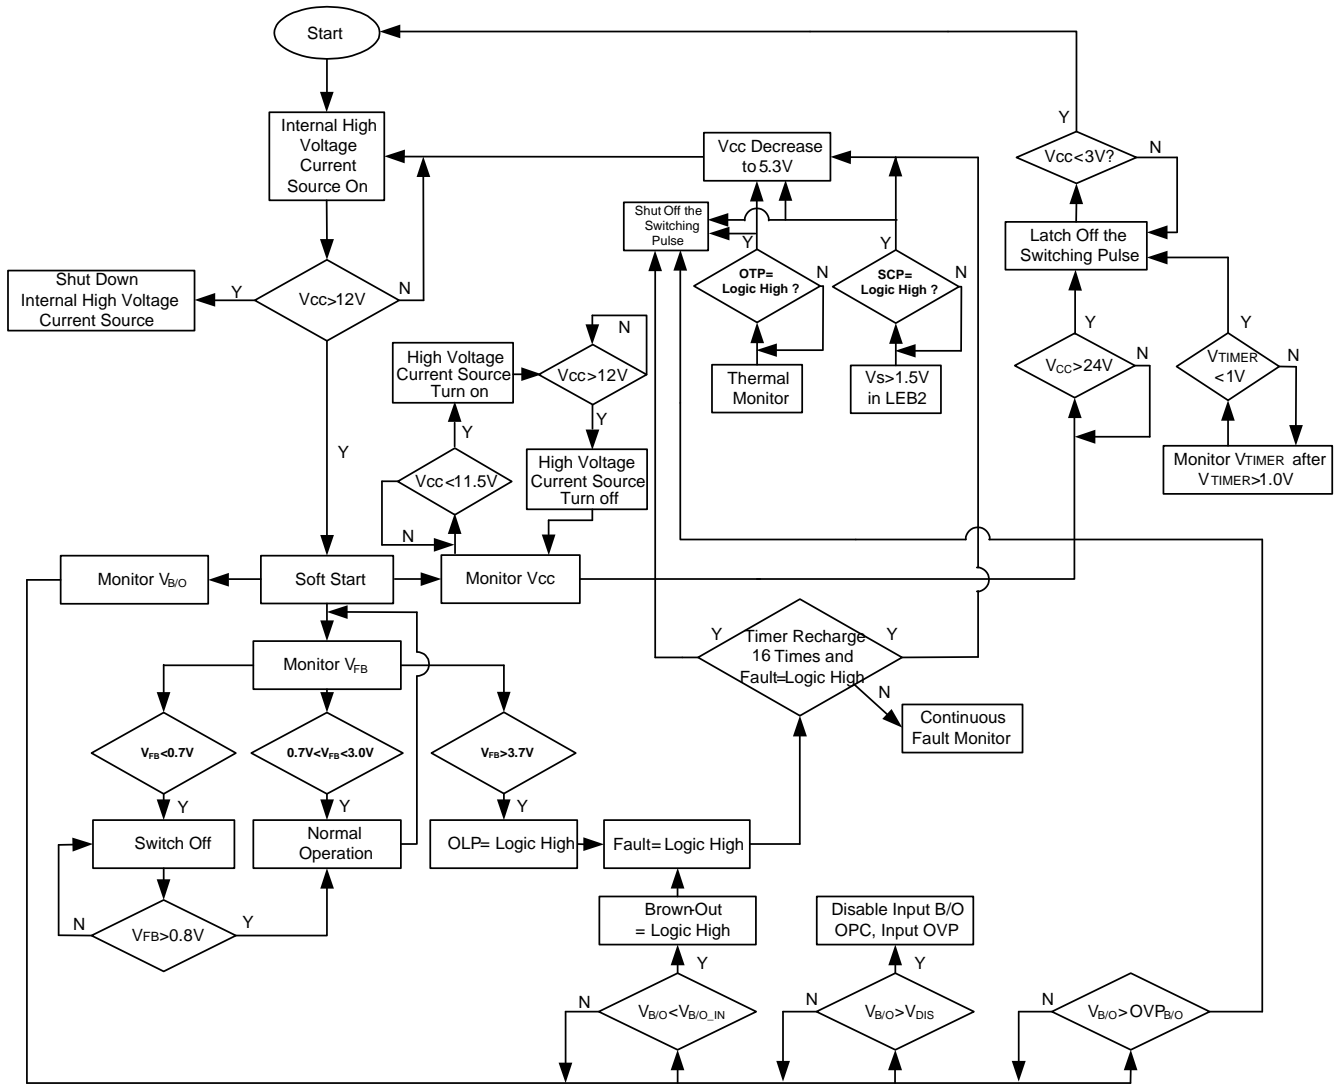 Start
Internal High
Voltage
Current
Source On
Vcc Decrease
to 5.3V
Y
Vcc<3V?
N
Shut Off the
Switching
Pulse
Latch Off the
Switching Pulse
Shut Down
Internal High Voltage
Current Source
Y
Vcc>12V
N
Y
OTP=
Logic High ?
N
Y
SCP=
Logic High ?
N
High Voltage
Current Source
Turn on
Vcc>12V
N
Y
Thermal
Monitor
Vs>1.5V
in LEB2
Y
VCC>24V
N
Y
VTIMER
<1V
N
Y
Y
Vcc<11.5V
N
High Voltage
Current Source
Turn off
Monitor VTIMER after
VTIMER>1.0V
Monitor VB/O
Soft Start
Monitor Vcc
Y
Timer Recharge
16 Times and
Fault=Logic High
Y
N
Continuous
Fault Monitor
Monitor VFB
VFB<0.7V
0.7V<VFB<3.0V
VFB>3.7V
Y
Y
Y
Switch Off
Normal
Operation
OLP= Logic High
Fault= Logic High
N
VFB>0.8V
Y
Brown-Out
= Logic High
Disable Input B/O
OPC, Input OVP
Y
Y
N
VB/O<VB/O_IN
N
VB/O>VDIS
N
VB/O>OVPB/O